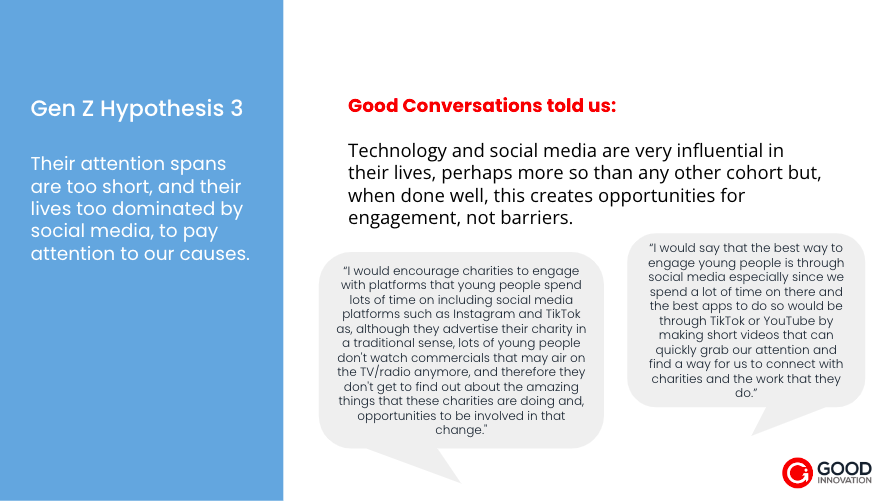 Gen Z Hypothesis 3
Their attention spans
are too short, and their
lives too dominated by
social media, to pay
attention to our causes.
Good Conversations told us:
Technology and social media are very influential in
their lives, perhaps more so than any other cohort but,
when done well, this creates opportunities for
engagement, not barriers.
“I would encourage charities to engage
with platforms that young people spend
lots of time on including social media
platforms such as Instagram and TikTok
as, although they advertise their charity in
a traditional sense, lots of young people
don't watch commercials that may air on
the TV/radio anymore, and therefore they
don't get to find out about the amazing
things that these charities are doing and,
opportunities to be involved in that
change."
“I would say that the best way to
engage young people is through
social media especially since we
spend a lot of time on there and
the best apps to do so would be
through TikTok or YouTube by
making short videos that can
quickly grab our attention and
find a way for us to connect with
charities and the work that they
do.”
GOOD
INNOVATION